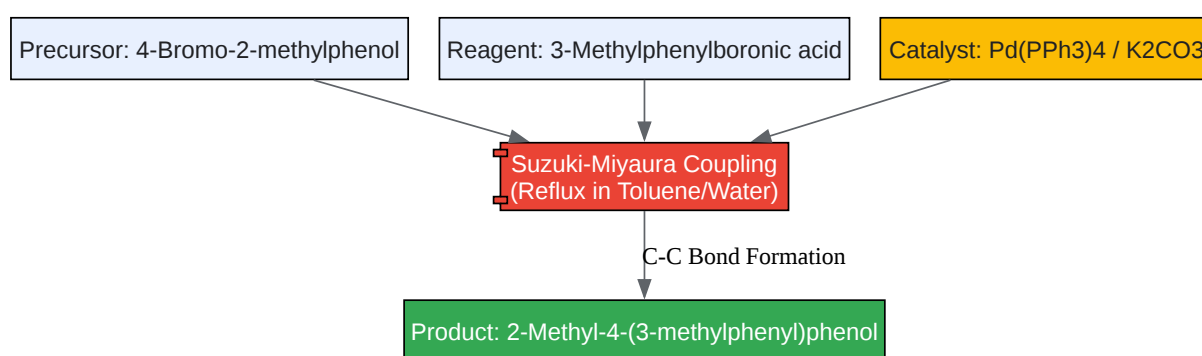 Precursor: 4-Bromo-2-methylphenol
Reagent: 3-Methylphenylboronic acid
Catalyst: Pd(PPh3)4 / K2CO3
Suzuki-Miyaura Coupling
(Reflux in Toluene/Water)
C-C Bond Formation
Product: 2-Methyl-4-(3-methylphenyl)phenol